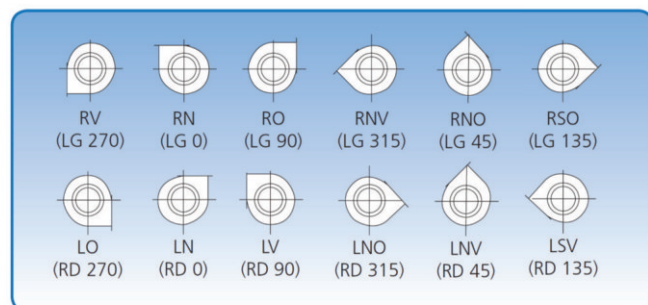 RV RN RO RNV RNO RSO
(LG 270) (LG 0) (LG 90) (LG 315) (LG 45) (LG 135)
LO LN LV LNO LNV LSV
(RD 270) (RD 0) (RD 90) (RD 315) (RD 45) (RD 135)